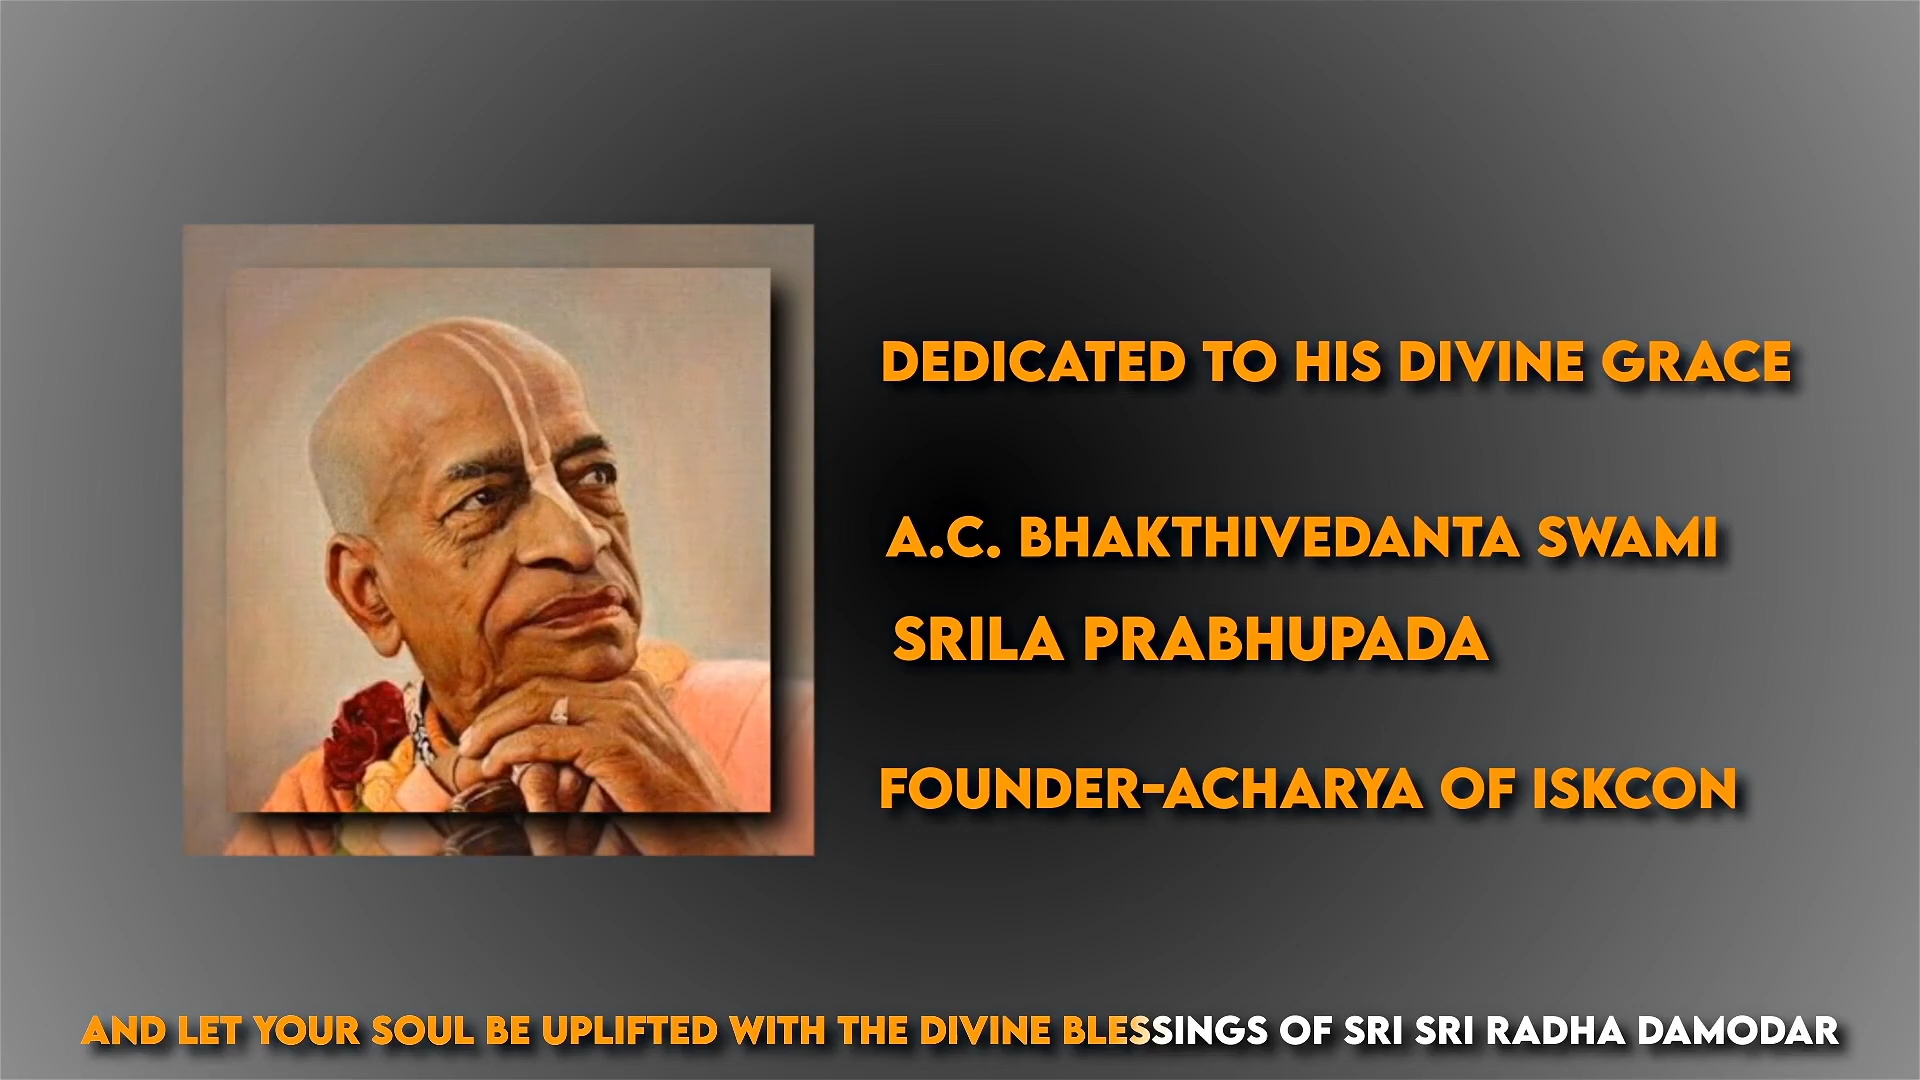 DEDICATED TO HIS DIVINE GRACE
A.C. BHAKTHIVEDANTA SWAMI
SRILA PRABHUPADA
FOUNDER-ACHARYA OF ISKCON
AND LET YOUR SOUL BE UPLIFTED WITH THE DIVINE BLESSINGS OF SRI SRI RADHA DAMODAR